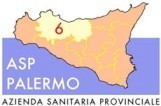 6
ASP
PALERMO
AZIENDA SANITARIA PROVINCIALE